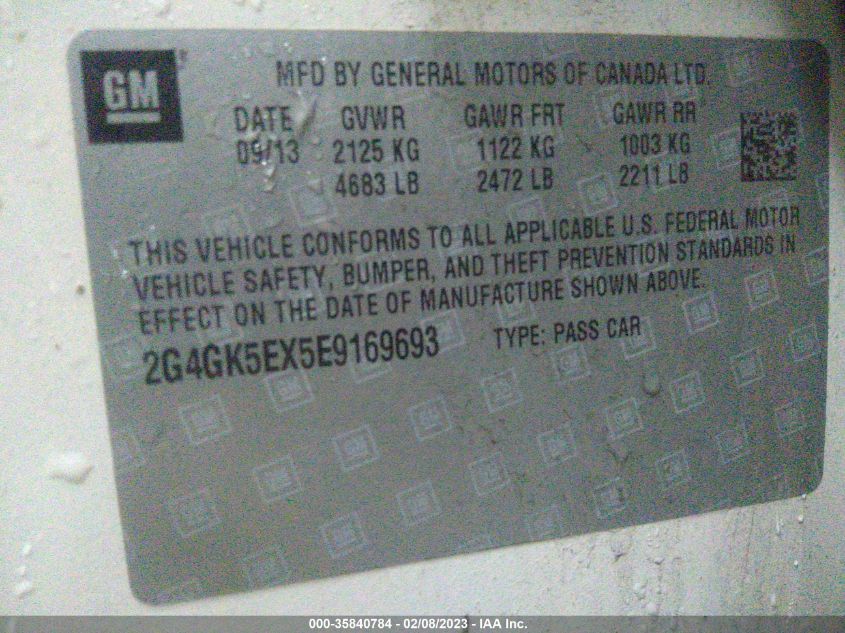 GM
MFD BY GENERAL MOTORS OF CANADA LTD.
DATE GVWR GAWR FRT GAWR RR
09/13 2125 KG 1122 KG 1003 KG
4683 LB 2472 LB 2211 LB
THIS VEHICLE CONFORMS TO ALL APPLICABLE U.S. FEDERAL MOTOR
VEHICLE SAFETY, BUMPER, AND THEFT PREVENTION STANDARDS IN
EFFECT ON THE DATE OF MANUFACTURE SHOWN ABOVE.
2G4GK5EX5E9169693 TYPE: PASS CAR
000-35840784 - 02/08/2023 - IAA Inc.